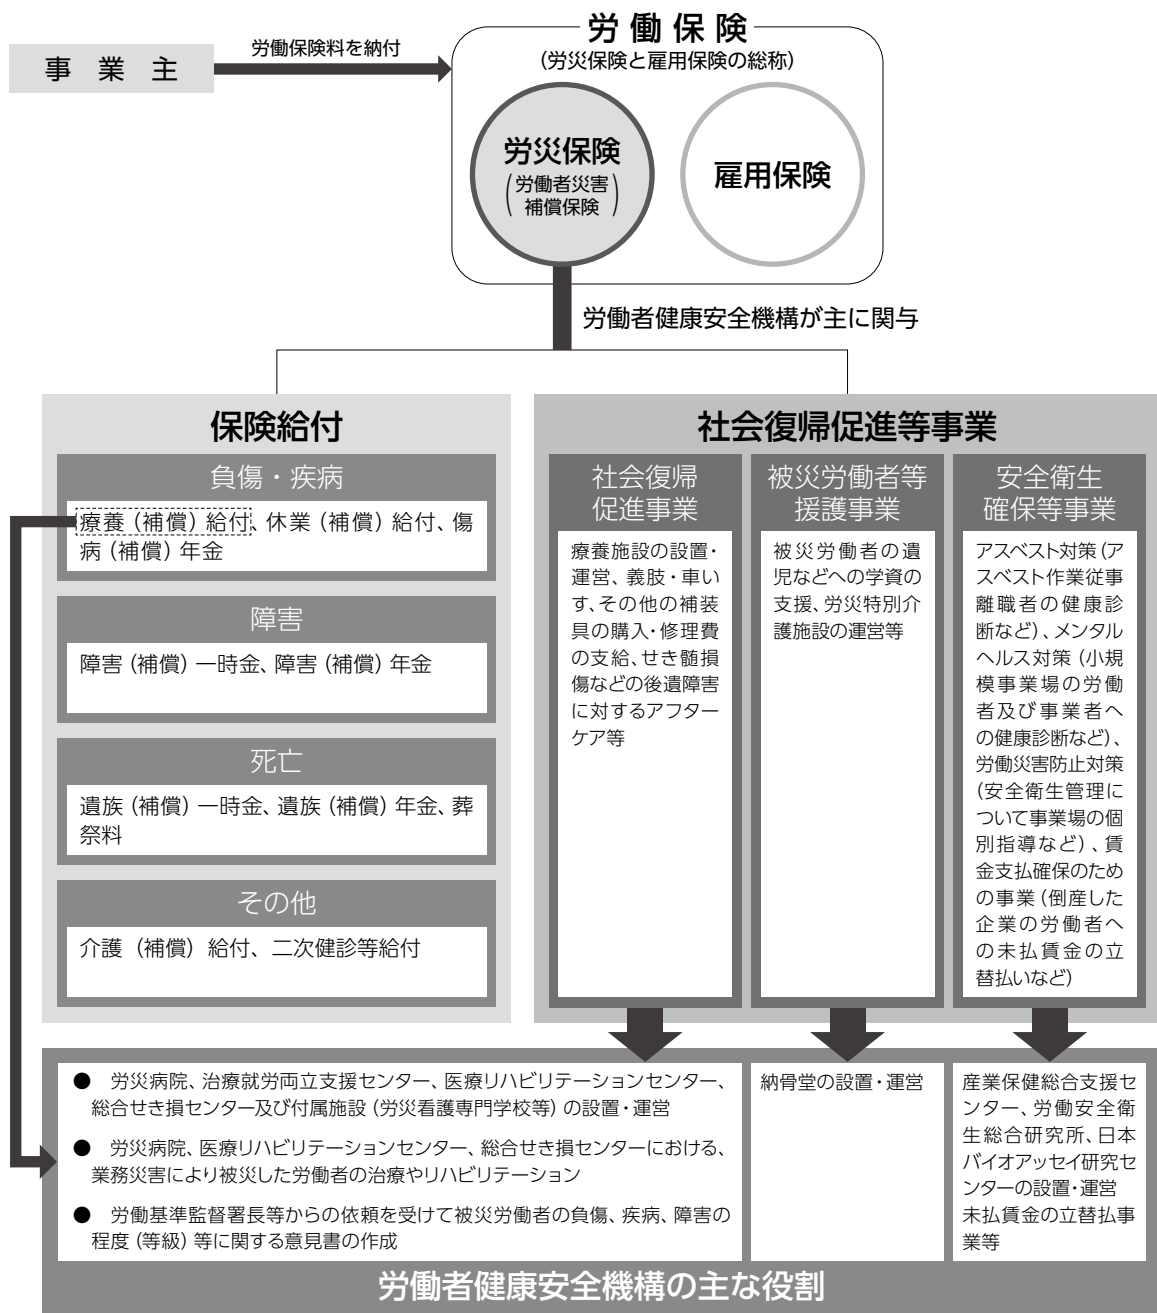 労働保険
(労災保険と雇用保険の総称)
事業主
労働保険料を納付
労災保険
(労働者災害
補償保険)
雇用保険
労働者健康安全機構が主に関与
保険給付
負傷・疾病
療養(補償)給付、休業(補償)給付、傷
病(補償)年金
障害
障害(補償)一時金、障害(補償)年金
死亡
遺族(補償)一時金、遺族(補償)年金、葬
祭料
その他
介護(補償)給付、二次健診等給付
社会復帰促進等事業
社会復帰
促進事業
療養施設の設置・
運営、義肢・車い
す、その他の補装
具の購入・修理費
の支給、せき髄損
傷などの後遺障害
に対するアフター
ケア等
被災労働者等
援護事業
被災労働者の遺
児などへの学資の
支援、労災特別介
護施設の運営等
安全衛生
確保等事業
アスベスト対策(ア
スベスト作業従事
離職者の健康診
断など)、メンタル
ヘルス対策(小規
模事業場の労働
者及び事業者へ
の健康診断など)、
労働災害防止対策
(安全衛生管理に
ついて事業場の個
別指導など)、賃
金支払確保のため
の事業(倒産した
企業の労働者へ
の未払賃金の立
替払いなど)
● 労災病院、治療就労両立支援センター、医療リハビリテーションセンター、
総合せき損センター及び付属施設(労災看護専門学校等)の設置・運営
● 労災病院、医療リハビリテーションセンター、総合せき損センターにおける、
業務災害により被災した労働者の治療やリハビリテーション
● 労働基準監督署長等からの依頼を受けて被災労働者の負傷、疾病、障害の
程度(等級)等に関する意見書の作成
納骨堂の設置・運営
産業保健総合支援セ
ンター、労働安全衛
生総合研究所、日本
バイオアッセイ研究セ
ンターの設置・運営
未払賃金の立替払事
業等
労働者健康安全機構の主な役割